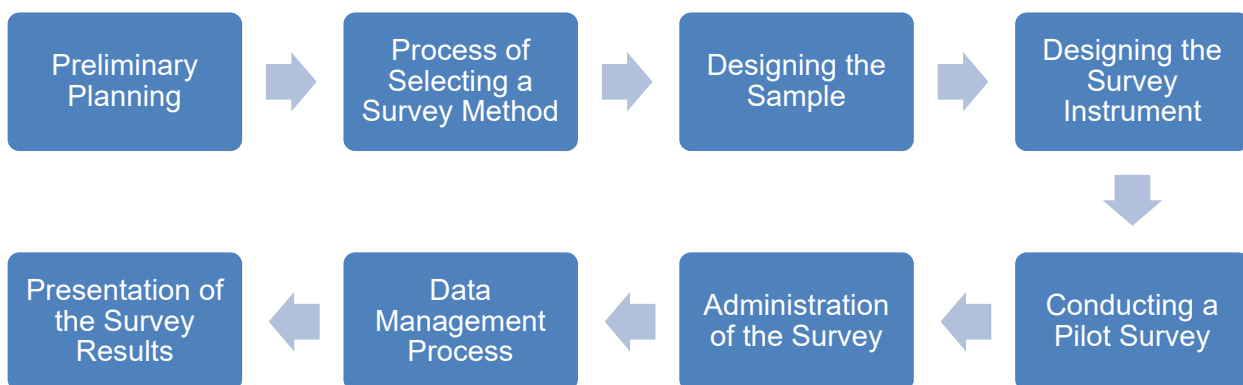 Preliminary
Planning
Process of
Selecting a
Survey Method
Designing the
Sample
Designing the
Survey
Instrument
Conducting a
Pilot Survey
Administration
of the Survey
Data
Management
Process
Presentation of
the Survey
Results